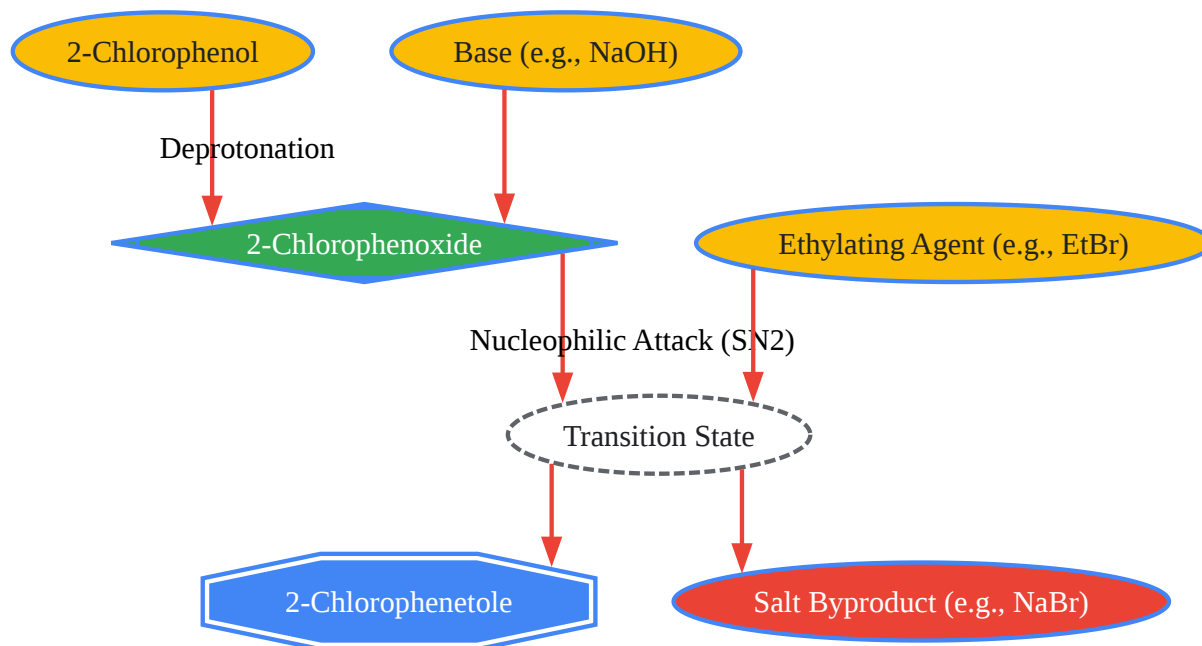 2-Chlorophenol
Base (e.g., NaOH)
Deprotonation
2-Chlorophenoxide
Ethylating Agent (e.g., EtBr)
Nucleophilic Attack (SN2)
Transition State
2-Chlorophenetole
Salt Byproduct (e.g., NaBr)